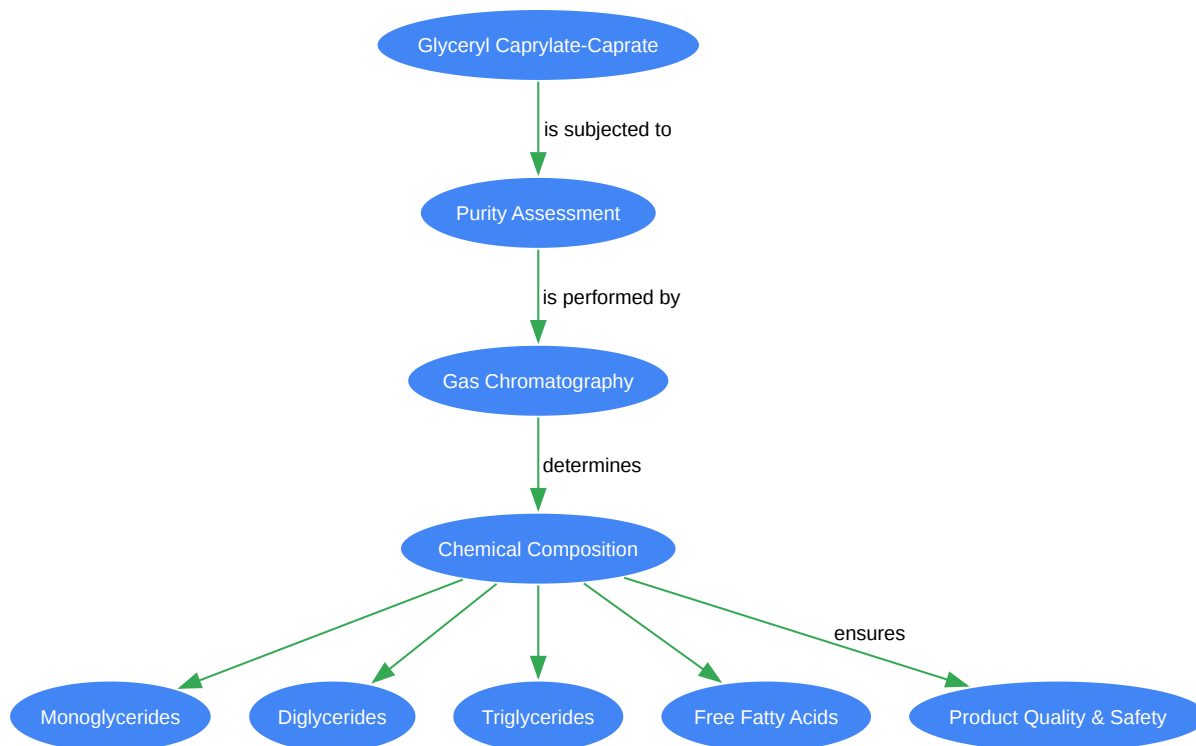 Glyceryl Caprylate-Caprate
is subjected to
Purity Assessment
is performed by
Gas Chromatography
determines
Chemical Composition
ensures
Monoglycerides
Diglycerides
Triglycerides
Free Fatty Acids
Product Quality & Safety